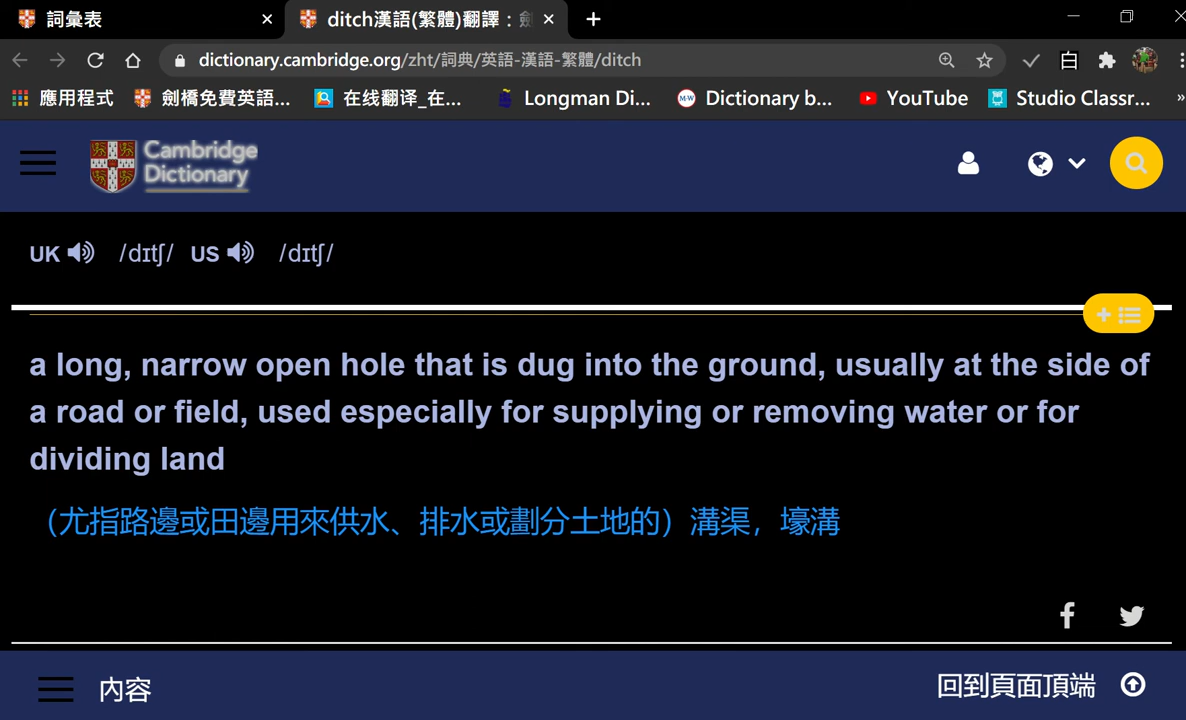 詞彙表
ditch漢語(繁體)翻譯：劍
dictionary.cambridge.org/zht/詞典/英語-漢語-繁體/ditch
白
應用程式 劍橋免費英語... 在线翻译_在... M-W Longman Di... Dictionary b... YouTube Studio Classr... »
Cambridge
Dictionary
UK /dɪtʃ/ US /dɪtʃ/
a long, narrow open hole that is dug into the ground, usually at the side of
a road or field, used especially for supplying or removing water or for
dividing land
（尤指路邊或田邊用來供水、排水或劃分土地的）溝渠，壕溝
內容 回到頁面頂端